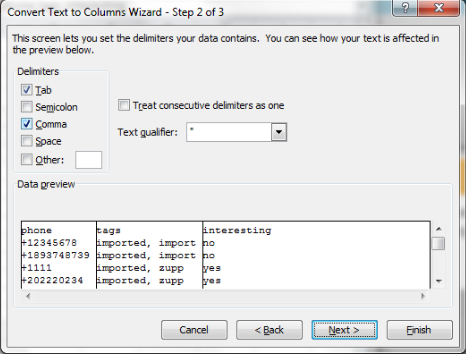 Convert Text to Columns Wizard - Step 2 of 3
This screen lets you set the delimiters your data contains. You can see how your text is affected in
the preview below.
Delimiters
Tab
Semicolon
Comma
Space
Other:
Treat consecutive delimiters as one
Text qualifier: "
Data preview
phone tags interesting
+12345678 imported, import no
+1893748739 imported, import no
+1111 imported, zupp yes
+202220234 imported, zupp yes
Cancel < Back Next > Finish